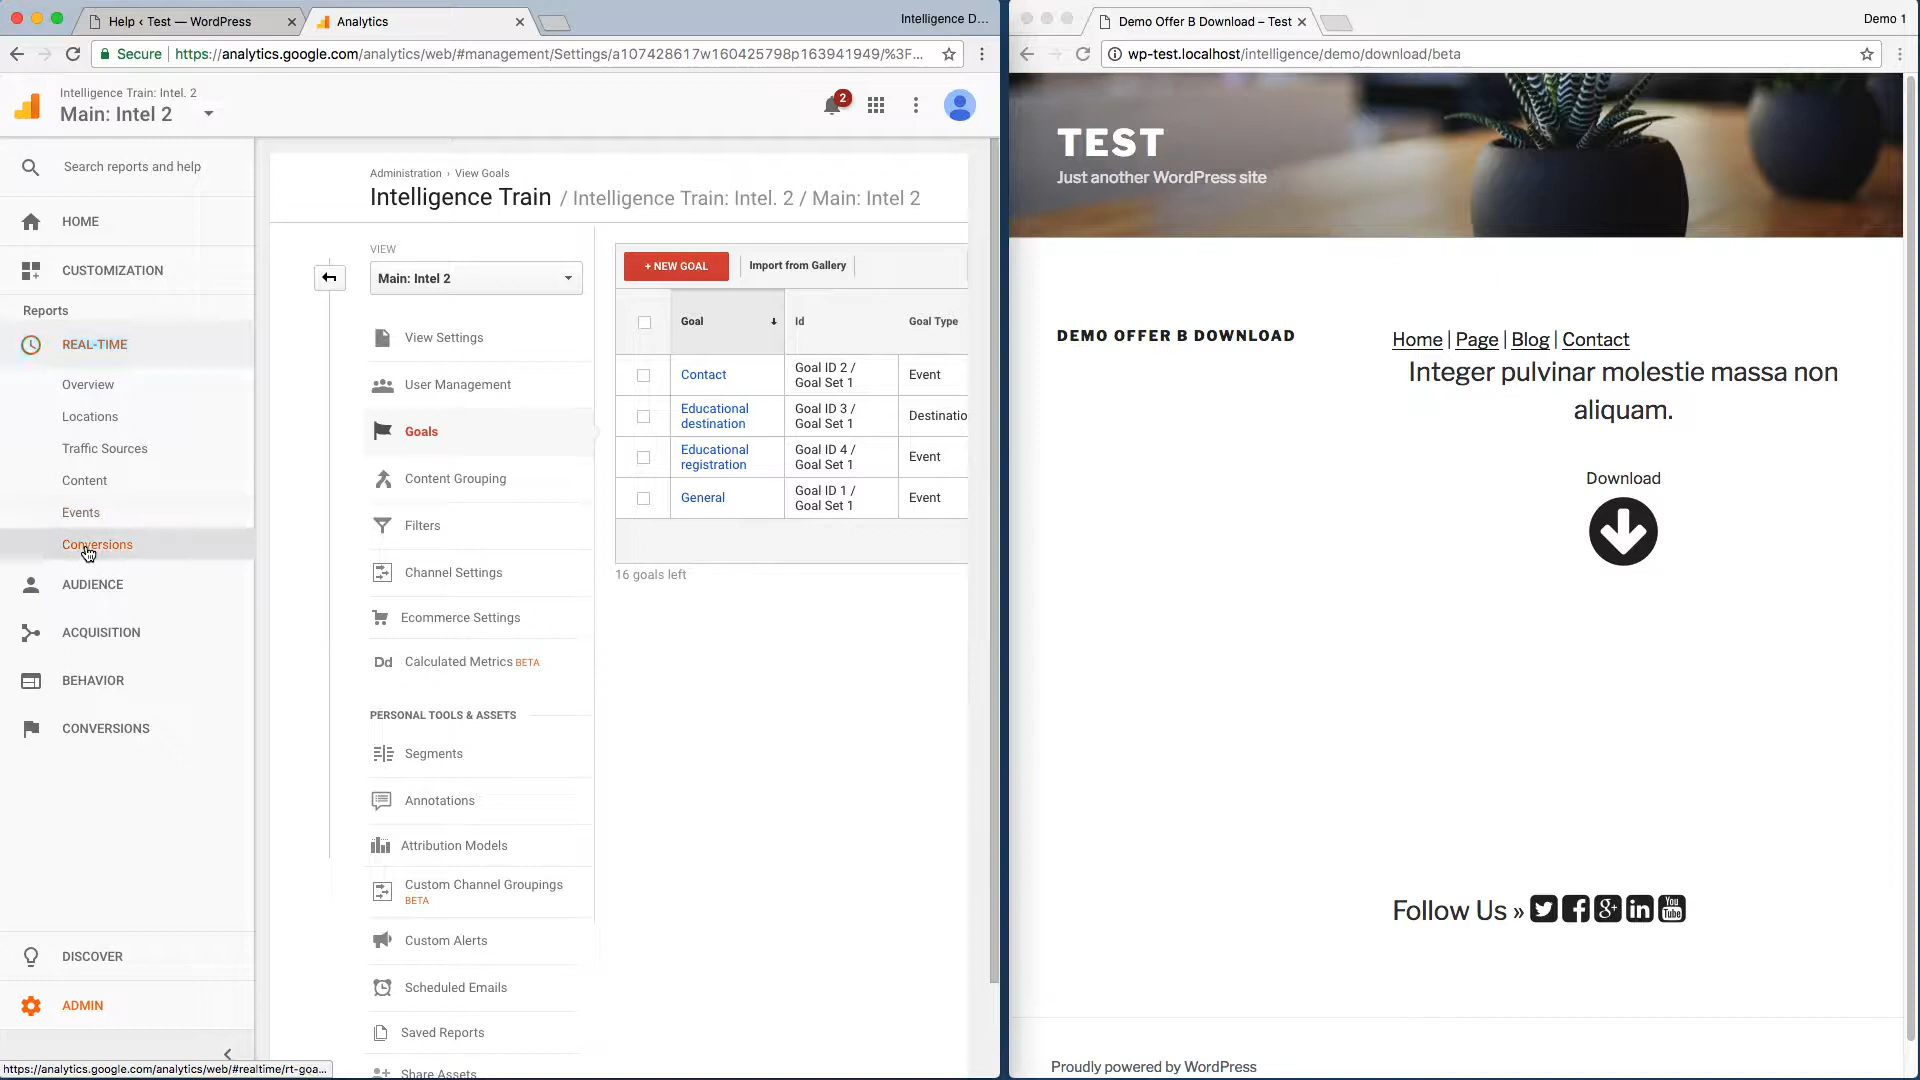 Help ‹ Test — WordPress
Analytics
Intelligence D...
Secure
https://analytics.google.com/analytics/web/#management/Settings/a107428617w160425798p163941949/%3F...
Intelligence Train: Intel. 2
Main: Intel 2
2
Search reports and help
HOME
CUSTOMIZATION
Reports
REAL-TIME
Overview
Locations
Traffic Sources
Content
Events
Conversions
AUDIENCE
ACQUISITION
BEHAVIOR
CONVERSIONS
DISCOVER
ADMIN
https://analytics.google.com/analytics/web/#realtime/rt-goa...
Administration › View Goals
Intelligence Train / Intelligence Train: Intel. 2 / Main: Intel 2
VIEW
Main: Intel 2
View Settings
User Management
Goals
Content Grouping
Filters
Channel Settings
Ecommerce Settings
Dd Calculated Metrics BETA
PERSONAL TOOLS & ASSETS
Segments
Annotations
Attribution Models
Custom Channel Groupings
BETA
Custom Alerts
Scheduled Emails
Saved Reports
Share Assets
+ NEW GOAL
Import from Gallery
Goal Id Goal Type
Contact Goal ID 2 / Goal Set 1 Event
Educational destination Goal ID 3 / Goal Set 1 Destinatio
Educational registration Goal ID 4 / Goal Set 1 Event
General Goal ID 1 / Goal Set 1 Event
16 goals left
Demo Offer B Download – Test
Demo 1
wp-test.localhost/intelligence/demo/download/beta
TEST
Just another WordPress site
DEMO OFFER B DOWNLOAD
Home | Page | Blog | Contact
Integer pulvinar molestie massa non
aliquam.
Download
Follow Us »
g+
in
You
Tube
Proudly powered by WordPress